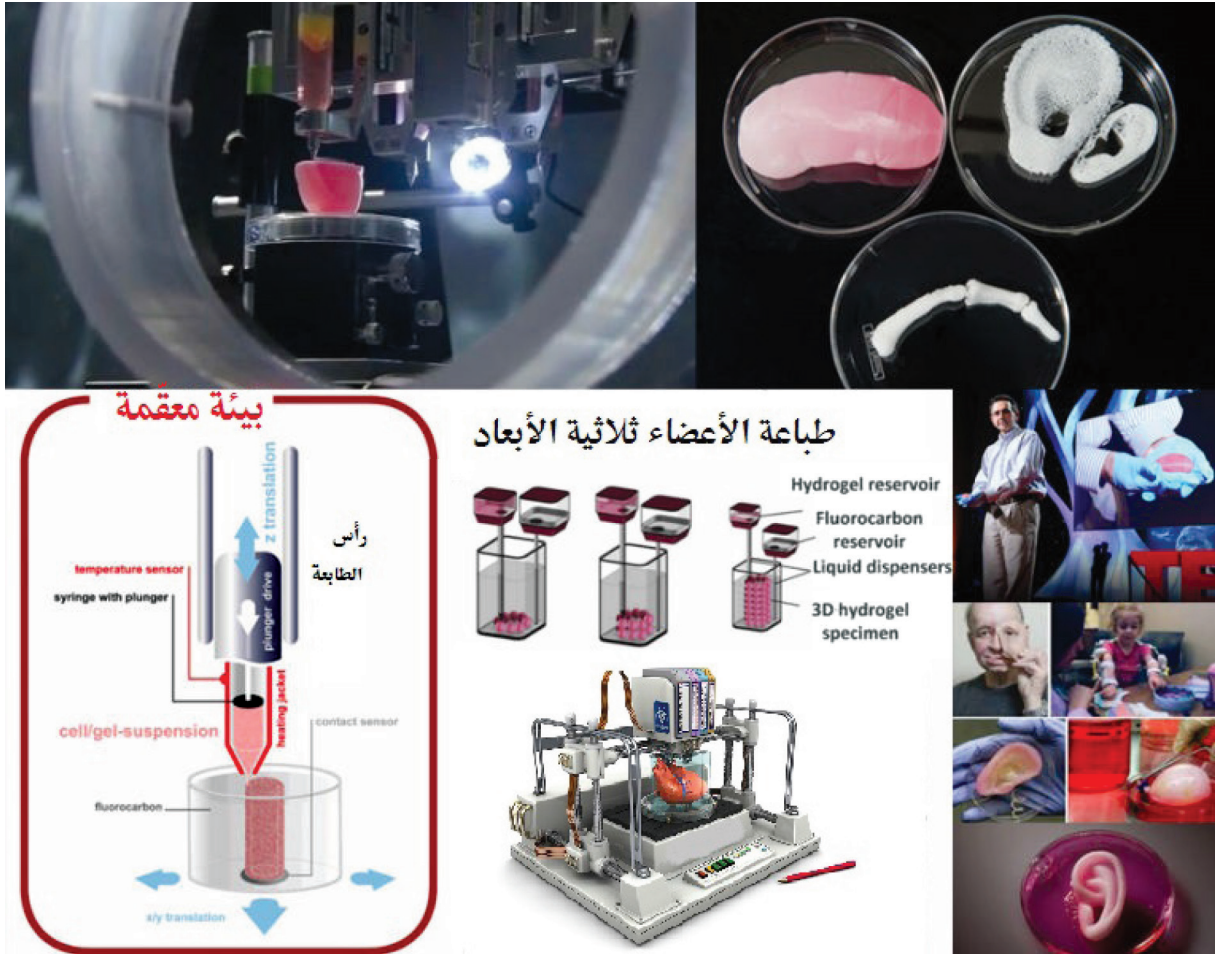 بيئة معقمة
z translation
رأس
الطابعة
temperature sensor
syringe with plunger
plunger drive
heating jacket
cell/gel-suspension
contact sensor
fluorocarbon
x/y translation
طباعة الأعضاء ثلاثية الأبعاد
Hydrogel reservoir
Fluorocarbon
reservoir
Liquid dispensers
3D hydrogel
specimen
TE